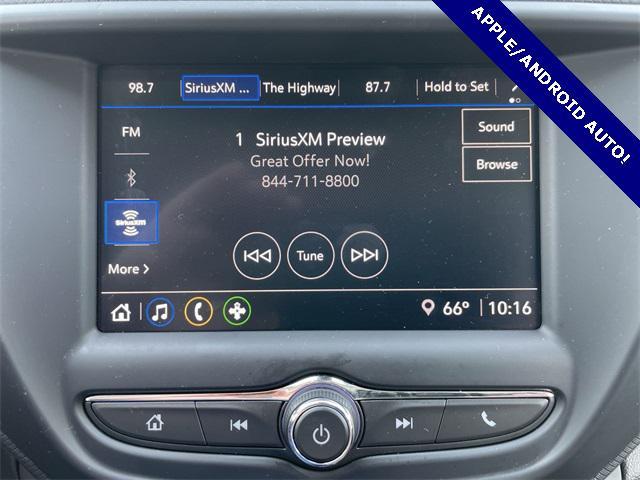 APPLE/ANDROID AUTO!
98.7 SiriusXM ... The Highway 87.7 Hold to Set
FM
1 SiriusXM Preview
Sound
Great Offer Now!
Browse
844-711-8800
SiriusXM
Tune
More >
66° 10:16